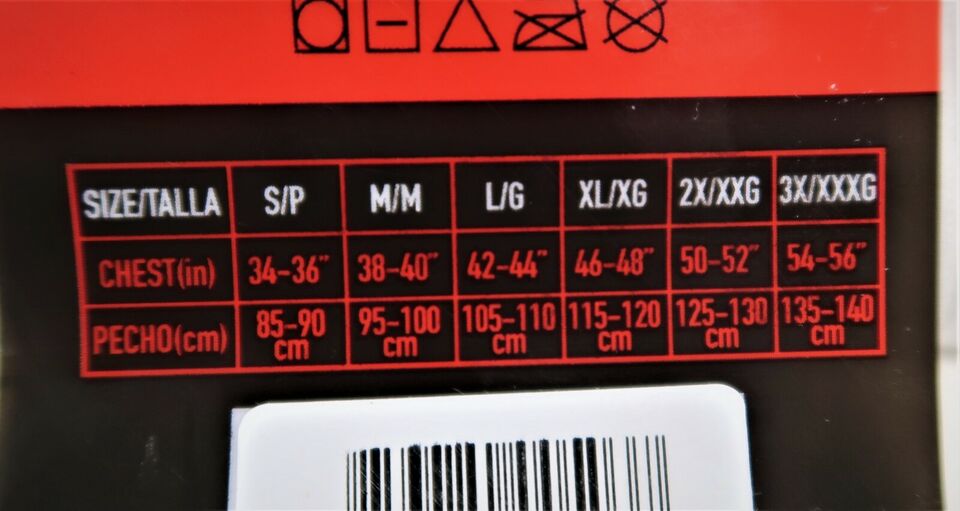 SIZE/TALLA S/P M/M L/G XL/XG 2X/XXG 3X/XXXG
CHEST(in) 34-36" 38-40" 42-44" 46-48" 50-52" 54-56"
PECHO(cm) 85-90 cm 95-100 cm 105-110 cm 115-120 cm 125-130 cm 135-140 cm